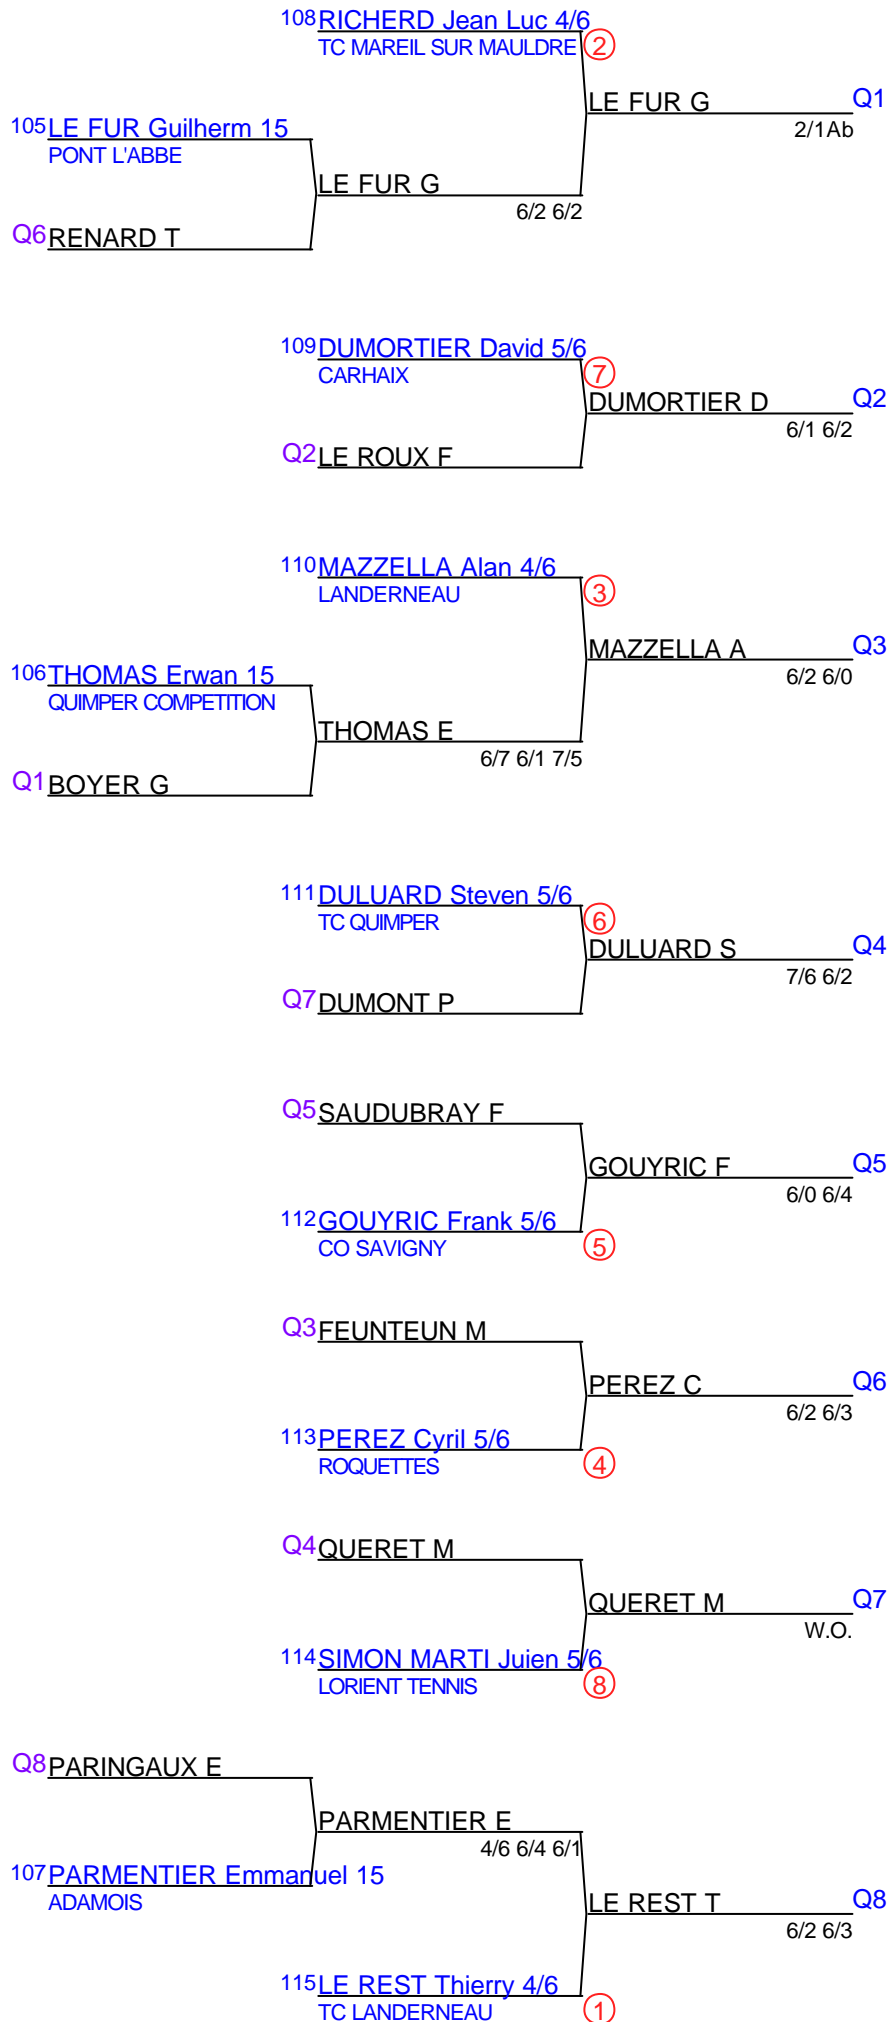 108 RICHERD Jean Luc 4/6
TC MAREIL SUR MAULDRE 2
LE FUR G Q1
2/1Ab
105 LE FUR Guilherm 15
PONT L'ABBE
LE FUR G
6/2 6/2
Q6 RENARD T
109 DUMORTIER David 5/6
CARHAIX 7
DUMORTIER D Q2
6/1 6/2
Q2 LE ROUX F
110 MAZZELLA Alan 4/6
LANDERNEAU 3
MAZZELLA A Q3
6/2 6/0
106 THOMAS Erwan 15
QUIMPER COMPETITION
THOMAS E
6/7 6/1 7/5
Q1 BOYER G
111 DULUARD Steven 5/6
TC QUIMPER 6
DULUARD S Q4
7/6 6/2
Q7 DUMONT P
Q5 SAUDUBRAY F
GOUYRIC F Q5
6/0 6/4
112 GOUYRIC Frank 5/6
CO SAVIGNY 5
Q3 FEUNTEUN M
PEREZ C Q6
6/2 6/3
113 PEREZ Cyril 5/6
ROQUETTES 4
Q4 QUERET M
QUERET M Q7
W.O.
114 SIMON MARTI Juien 5/6
LORIENT TENNIS 8
Q8 PARINGAUX E
PARMENTIER E
4/6 6/4 6/1
107 PARMENTIER Emmanuel 15
ADAMOIS
LE REST T Q8
6/2 6/3
115 LE REST Thierry 4/6
TC LANDERNEAU 1